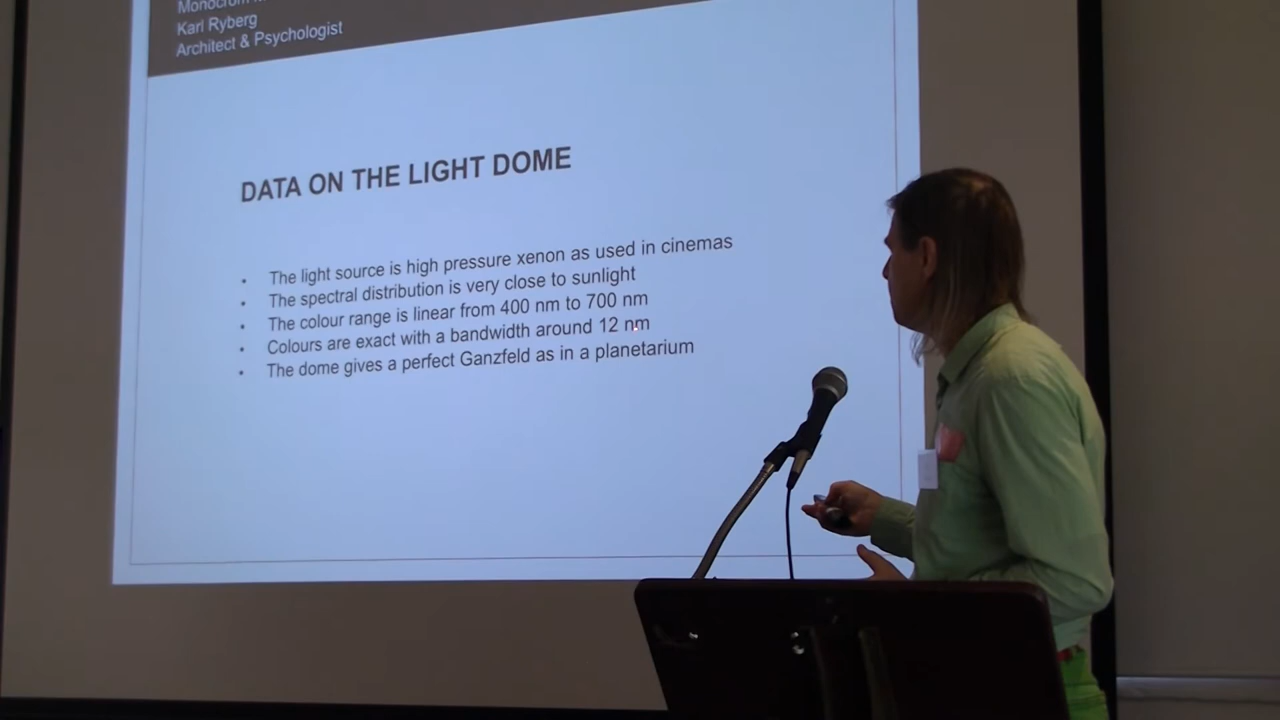 Karl Ryberg
Architect & Psychologist
DATA ON THE LIGHT DOME
• The light source is high pressure xenon as used in cinemas
• The spectral distribution is very close to sunlight
• The colour range is linear from 400 nm to 700 nm
• Colours are exact with a bandwidth around 12 nm
• The dome gives a perfect Ganzfeld as in a planetarium